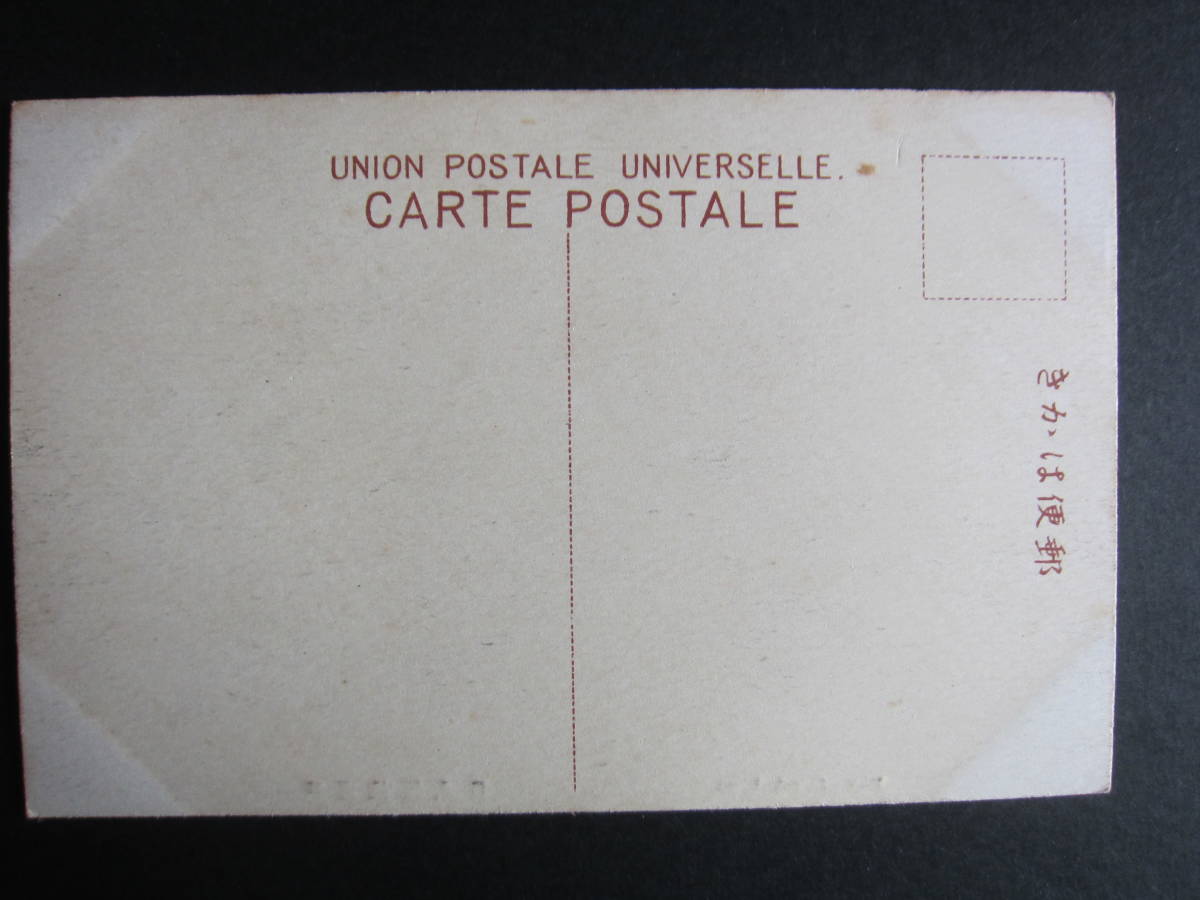 UNION POSTALE UNIVERSELLE.
CARTE POSTALE
郵便はかき